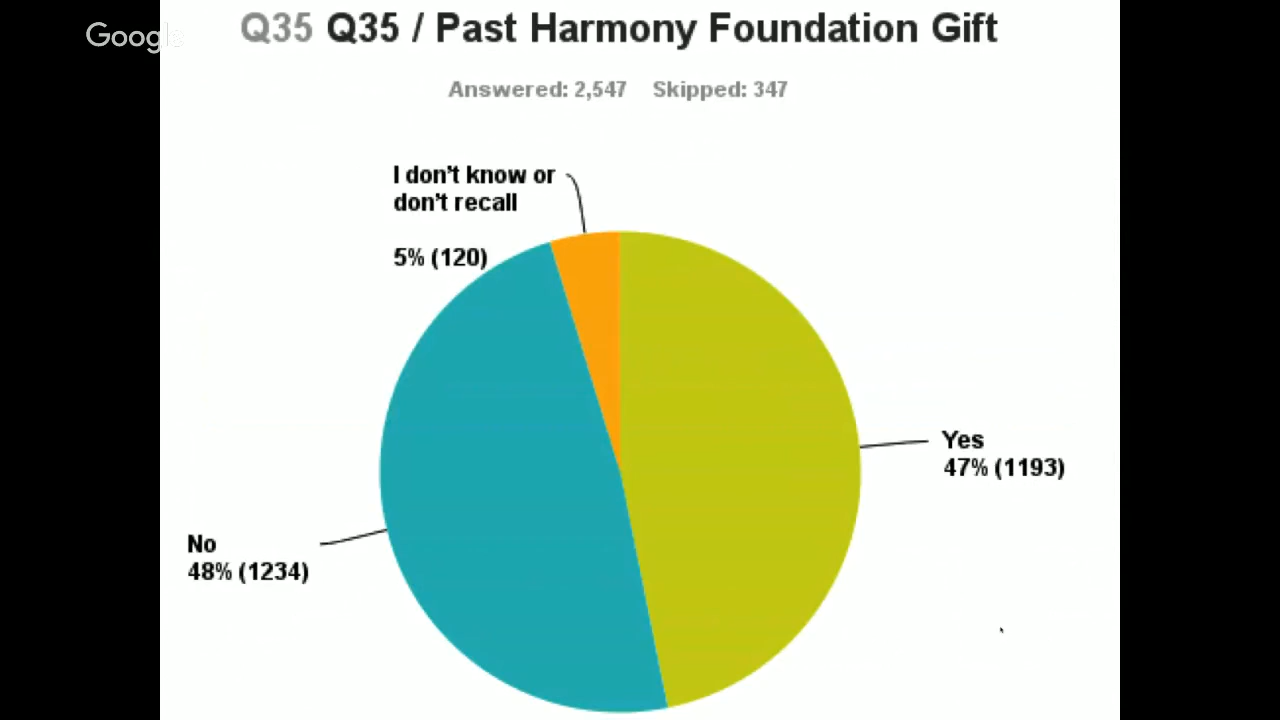 Google
Q35 Q35 / Past Harmony Foundation Gift
Answered: 2,547 Skipped: 347
I don't know or
don't recall
5% (120)
Yes
47% (1193)
No
48% (1234)